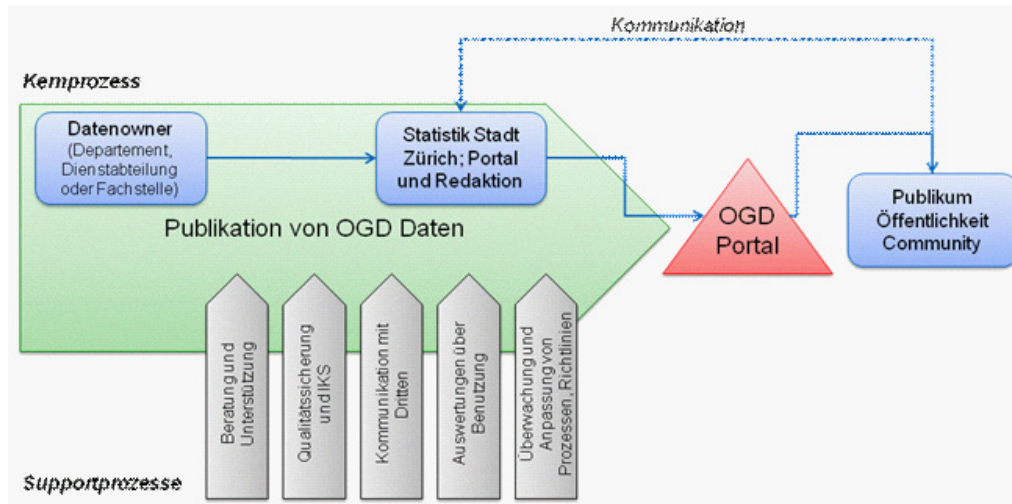 Kommunikation
Kernprozess
Datenowner
(Departement,
Dienstabteilung
oder Fachstelle)
Statistik Stadt
Zürich; Portal
und Redaktion
Publikation von OGD Daten
OGD
Portal
Publikum
Öffentlichkeit
Community
Beratung und
Unterstützung
Qualitätssicherung
und IKS
Kommunikation mit
Dritten
Auswertungen über
Benutzung
Überwachung und
Anpassung von
Prozessen, Richtlinien
Supportprozesse